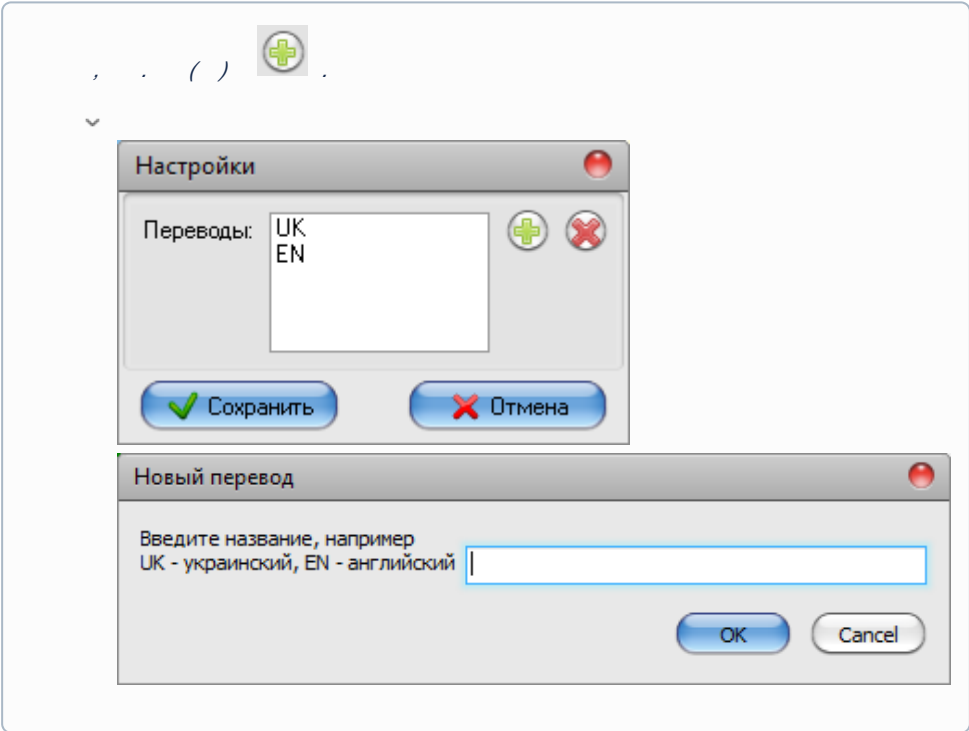 , . ( ) .
Настройки
Переводы:
UK
EN
Сохранить
Отмена
Новый перевод
Введите название, например
UK - украинский, EN - английский
OK
Cancel